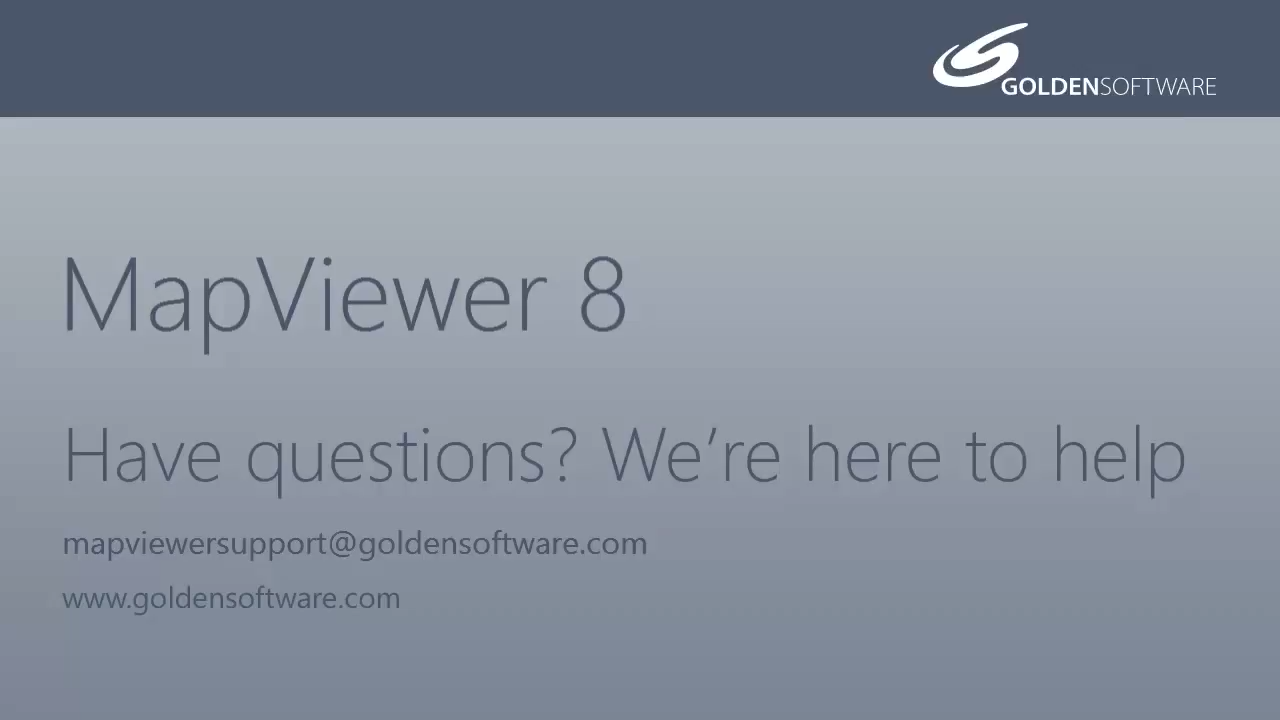 GOLDENSOFTWARE
MapViewer 8
Have questions? We’re here to help
mapviewersupport@goldensoftware.com
www.goldensoftware.com